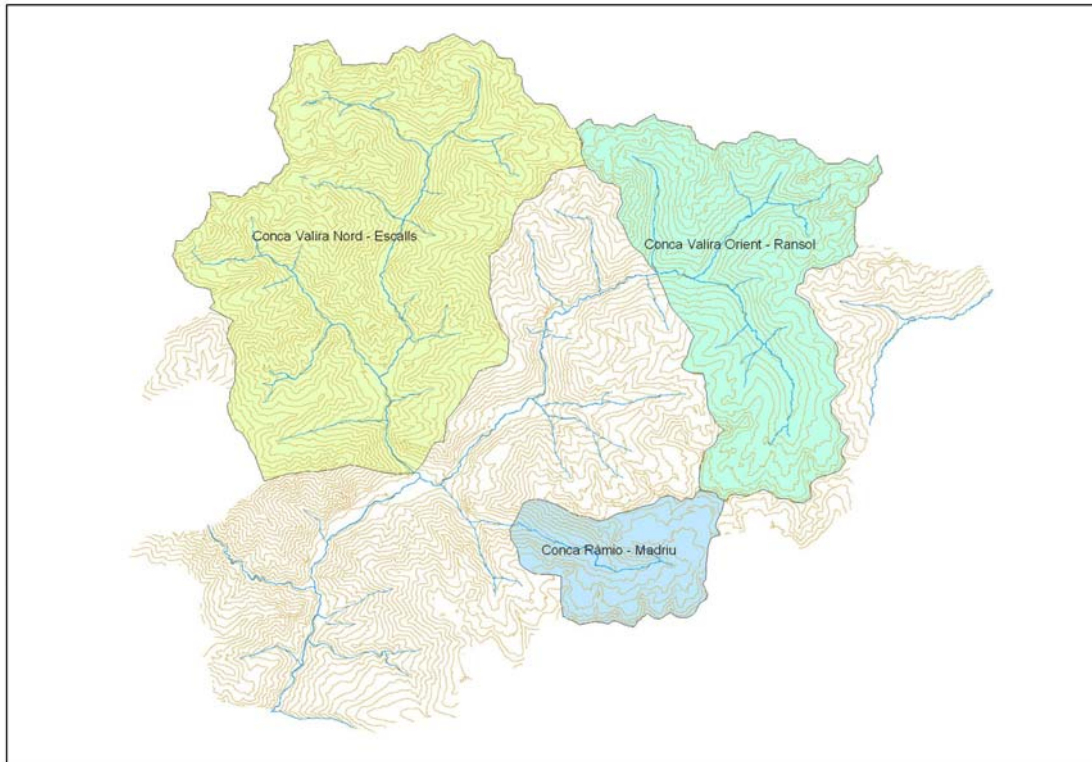 Conca Valira Nord - Escalls
Conca Valira Orient - Ransol
Conca Ràmio - Madriu